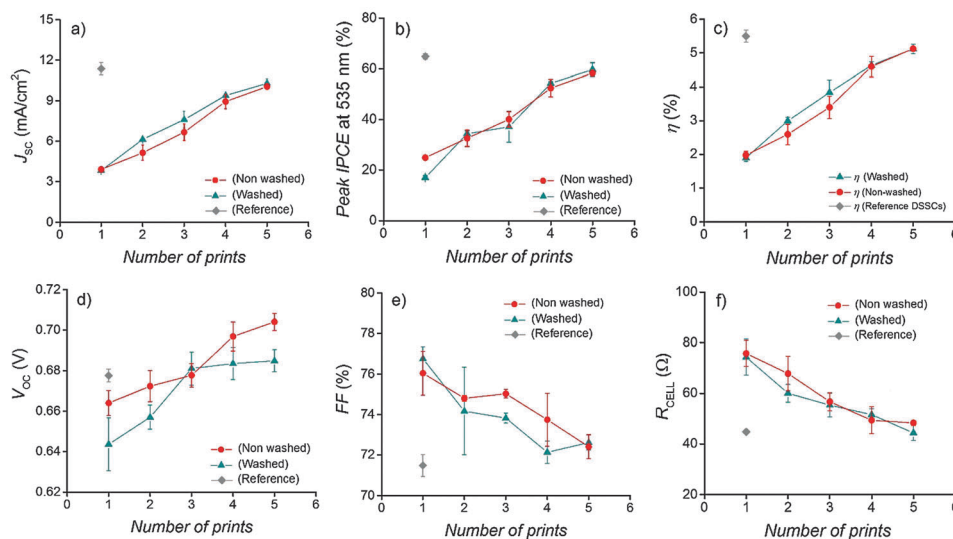 a)
J_SC (mA/cm²)
15
12
9
6
3
0
0 1 2 3 4 5 6
Number of prints
(Non washed)
(Washed)
(Reference)
b)
Peak IPCE at 535 nm (%)
80
60
40
20
0
0 1 2 3 4 5 6
Number of prints
(Non washed)
(Washed)
(Reference)
c)
η (%)
6
5
4
3
2
1
0
0 1 2 3 4 5 6
Number of prints
η (Washed)
η (Non-washed)
η (Reference DSSCs)
d)
V_OC (V)
0.72
0.70
0.68
0.66
0.64
0.62
0 1 2 3 4 5 6
Number of prints
(Non washed)
(Washed)
(Reference)
e)
FF (%)
80
78
76
74
72
70
0 1 2 3 4 5 6
Number of prints
(Non washed)
(Washed)
(Reference)
f)
R_CELL (Ω)
100
80
60
40
20
0 1 2 3 4 5 6
Number of prints
(Non washed)
(Washed)
(Reference)